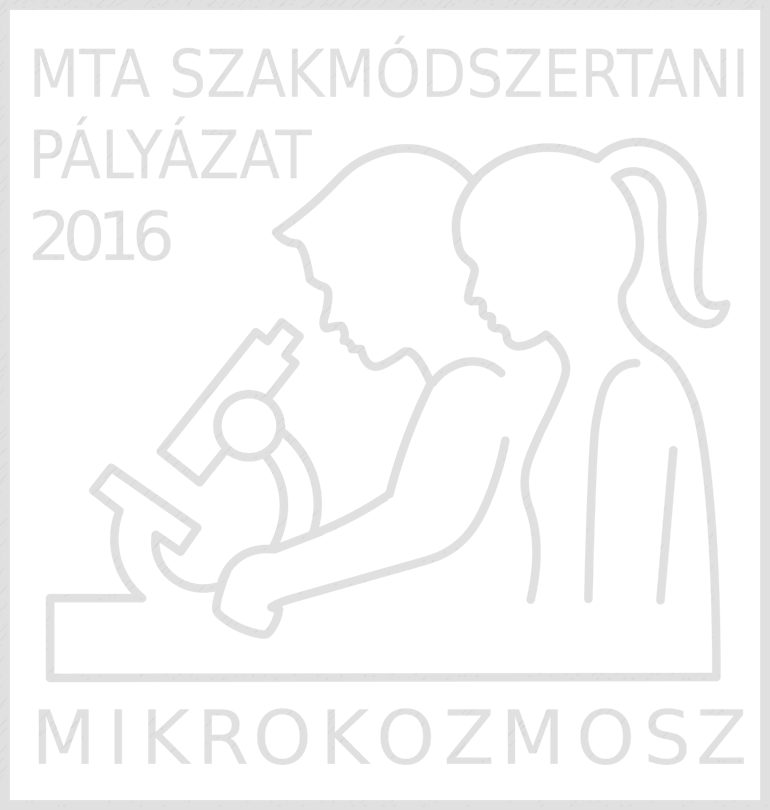 MTA SZAKMÓDSZERTANI
PÁLYÁZAT
2016
MIKROKOZMOSZ